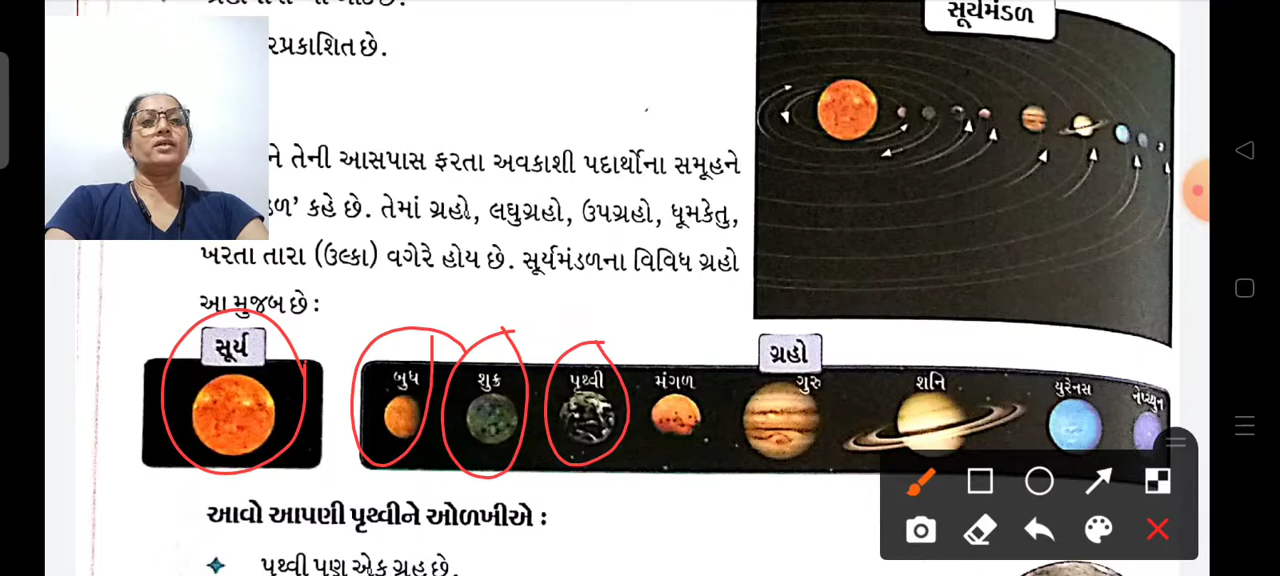 સૂર્યમંડળ
રપ્રકાશિત છે.
ને તેની આસપાસ ફરતા અવકાશી પદાર્થોના સમૂહને
ડળ' કહે છે. તેમાં ગ્રહો, લઘુગ્રહો, ઉપગ્રહો, ધૂમકેતુ,
ખરતા તારા (ઉલ્કા) વગેરે હોય છે. સૂર્યમંડળના વિવિધ ગ્રહો
આ મુજબ છે :
સૂર્ય
ગ્રહો
બુધ શુક્ર પૃથ્વી મંગળ ગુરુ શનિ યુરેનસ નેપ્ચ્યુન
આવો આપણી પૃથ્વીને ઓળખીએ :
પૃથ્વી પણ એક ગ્રહ છે.